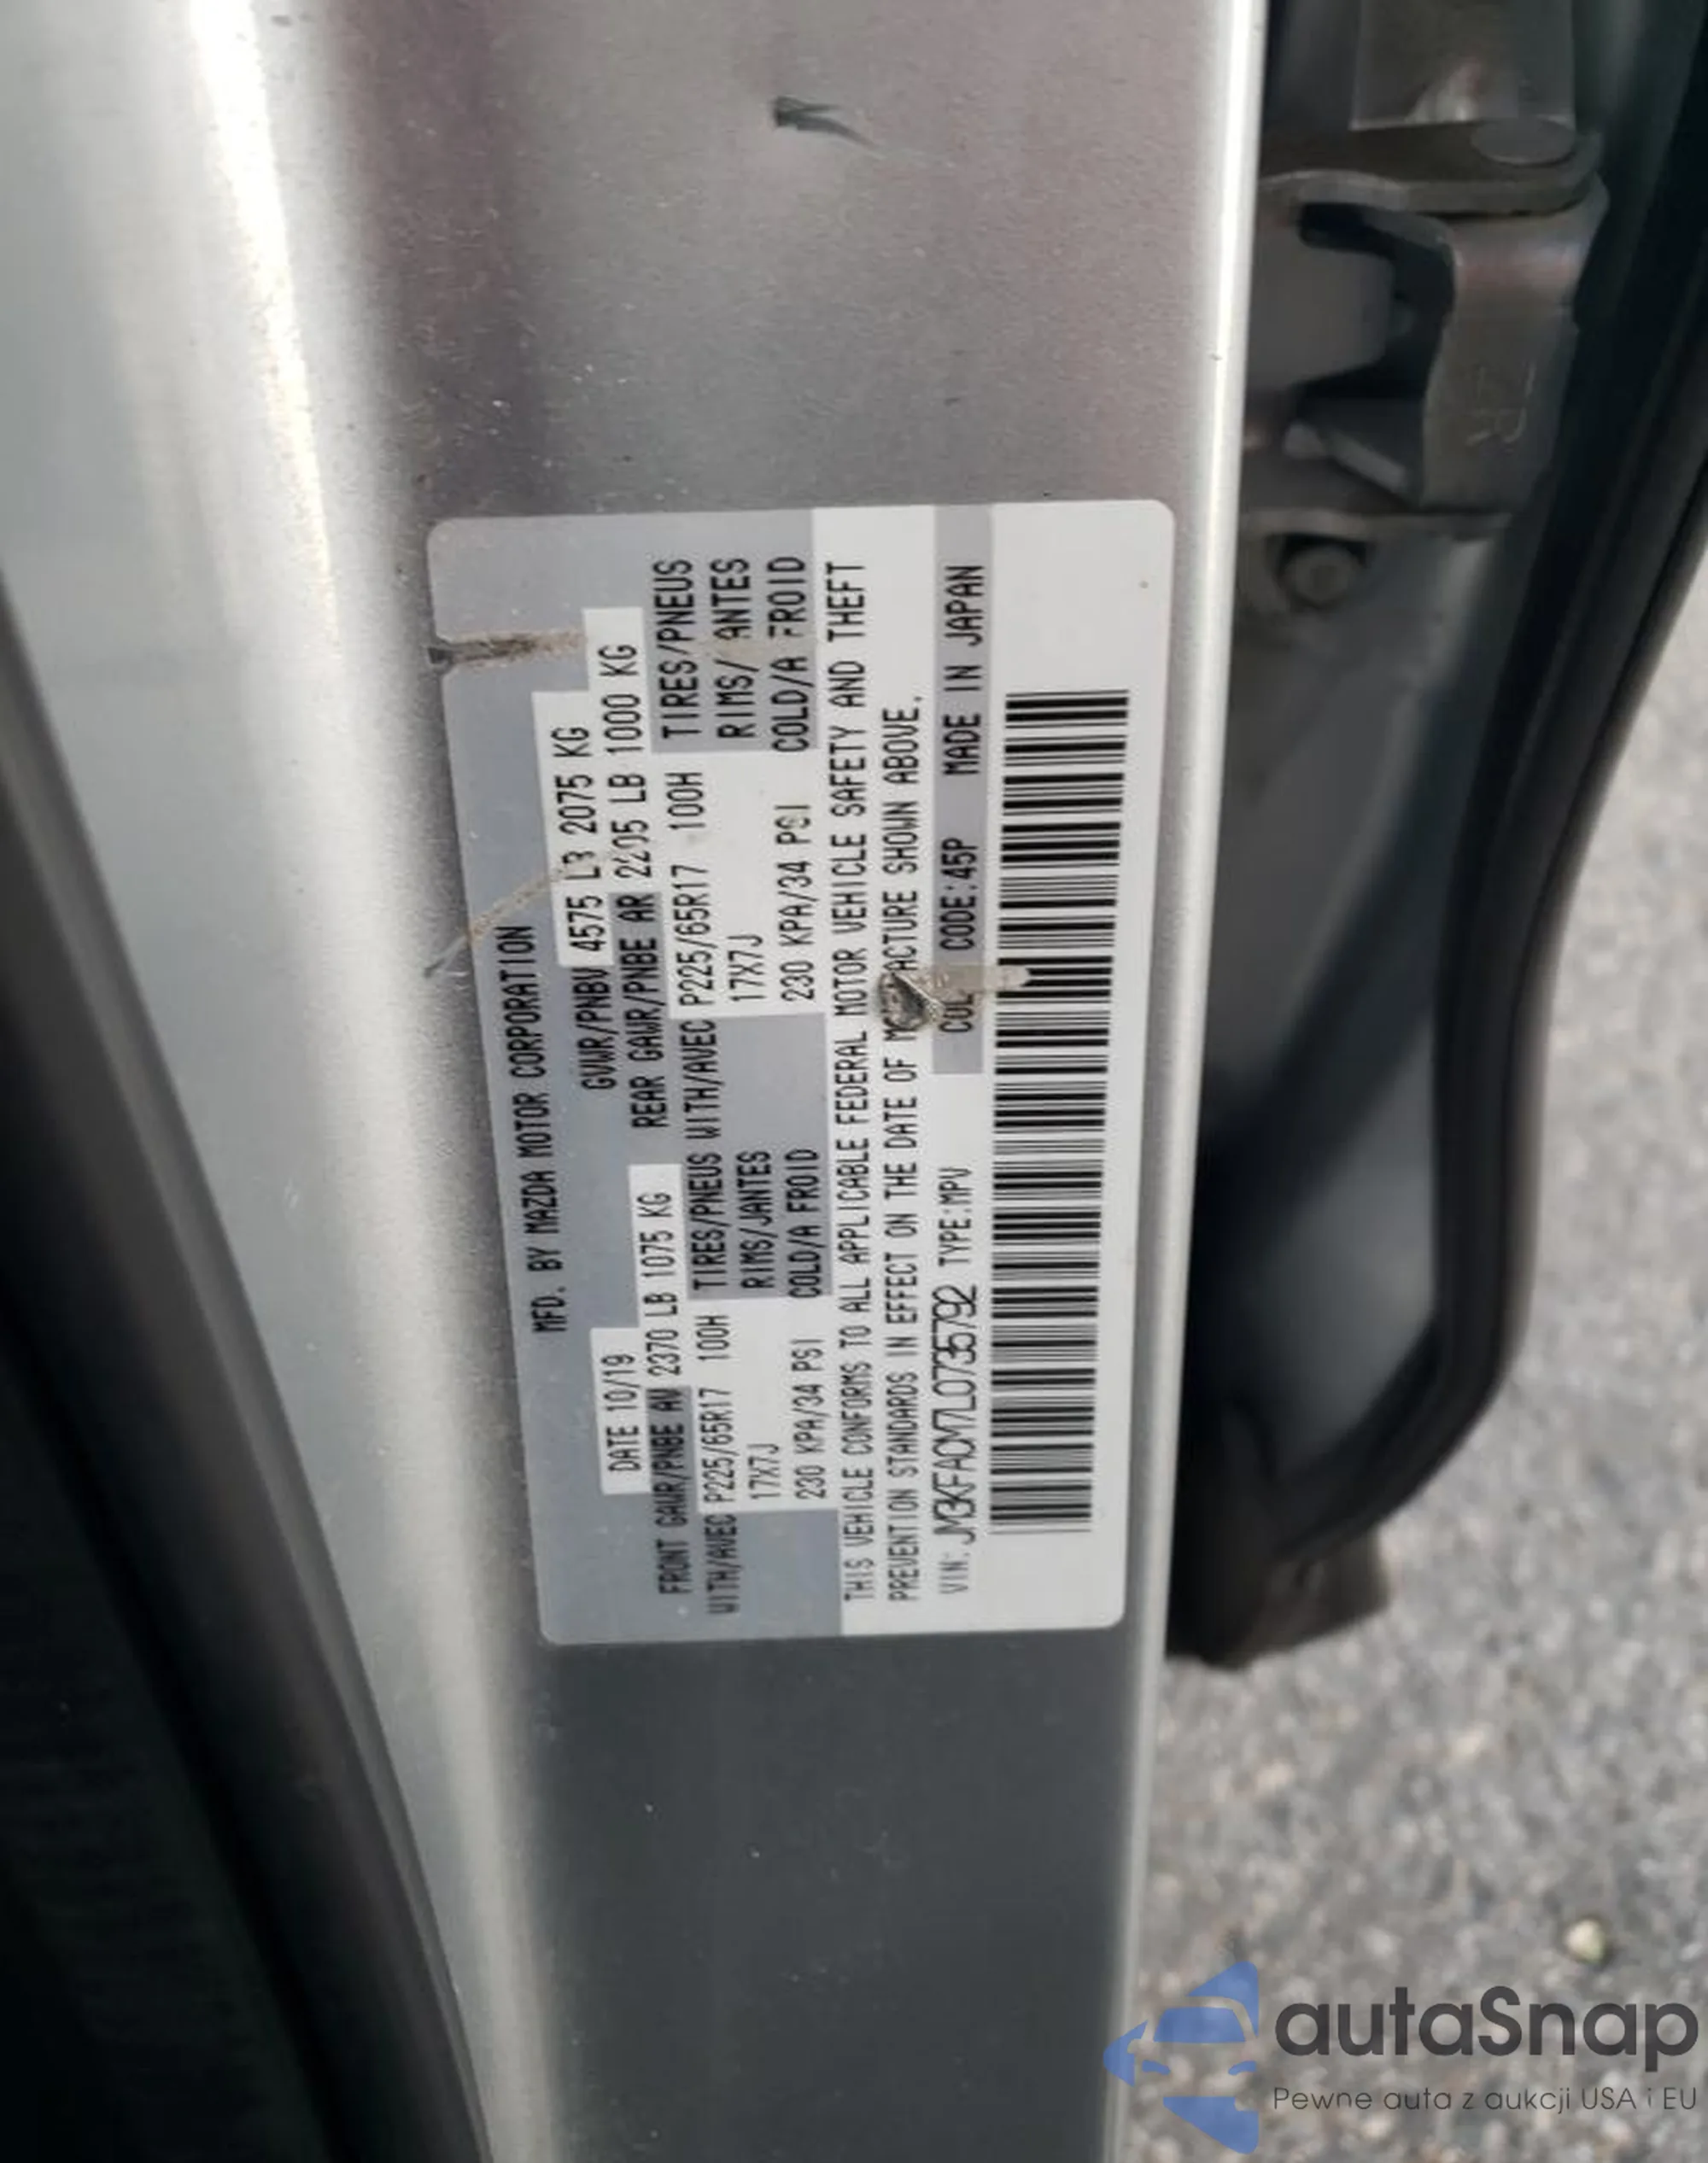 MFD. BY MAZDA MOTOR CORPORATION
DATE 10/19 GVWR/PNBV 4575 LB 2075 KG
FRONT GAWR/PNBE AV 2370 LB 1075 KG REAR GAWR/PNBE AR 2205 LB 1000 KG
WITH/AVEC P225/65R17 100H TIRES/PNEUS WITH/AVEC P225/65R17 100H TIRES/PNEUS
17X7J RIMS/JANTES 17X7J RIMS/JANTES
230 KPA/34 PSI COLD/A FROID 230 KPA/34 PSI COLD/A FROID
THIS VEHICLE CONFORMS TO ALL APPLICABLE FEDERAL MOTOR VEHICLE SAFETY AND THEFT
PREVENTION STANDARDS IN EFFECT ON THE DATE OF SHOWN ABOVE.
VIN: JM3KFACM7L0735792 TYPE:MPV CODE:45P MADE IN JAPAN
autaSnap
Pewne auta z aukcji USA i EU